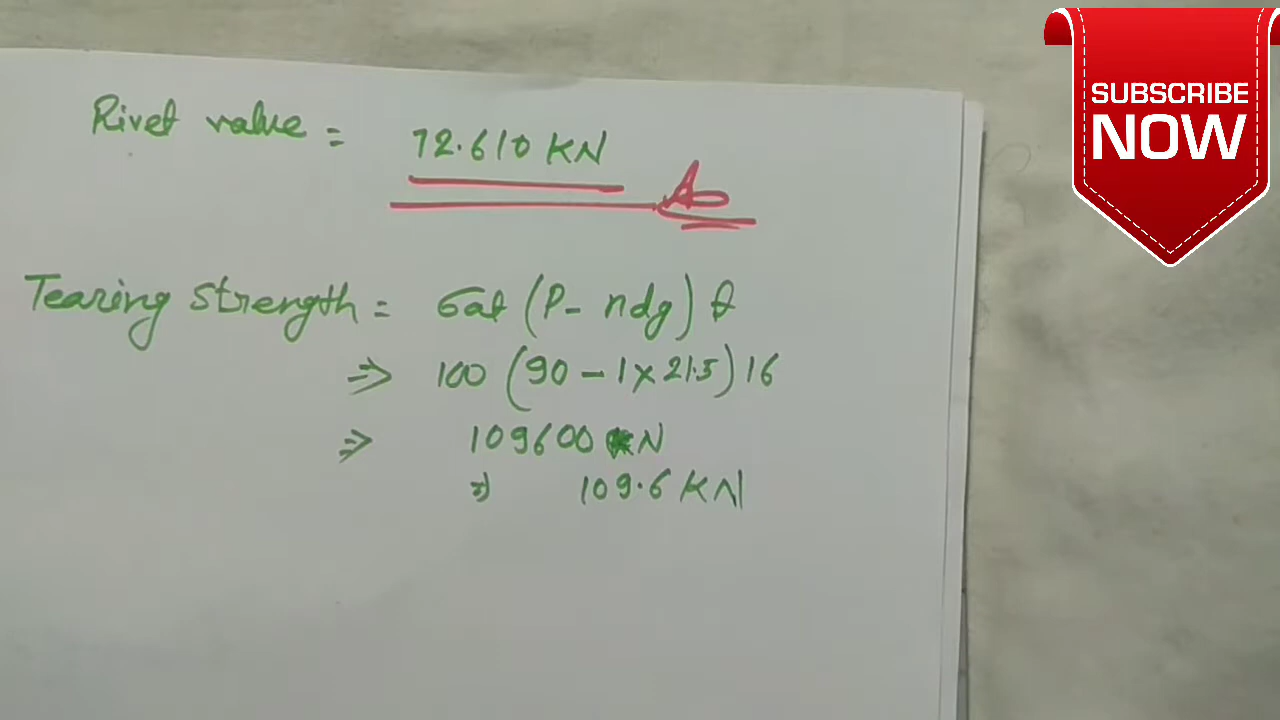 Rivet value = 72.610 KN
Tearing strength = σat (P - ndg) t
⇒ 100 (90 - 1 x 21.5) 16
⇒ 109600 N
⇒ 109.6 KN
SUBSCRIBE
NOW